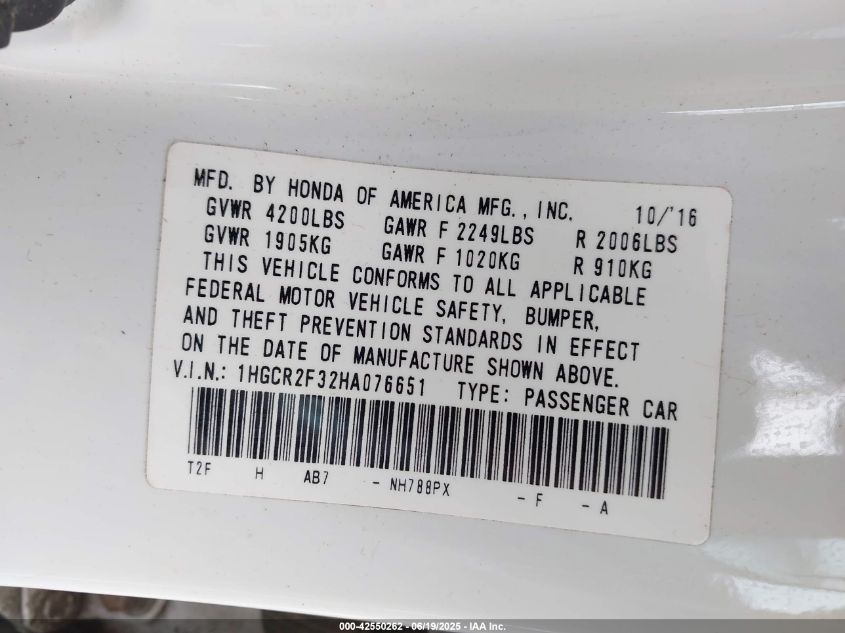 MFD. BY HONDA OF AMERICA MFG., INC. 10/'16
GVWR 4200LBS GAWR F 2249LBS R 2006LBS
GVWR 1905KG GAWR F 1020KG R 910KG
THIS VEHICLE CONFORMS TO ALL APPLICABLE
FEDERAL MOTOR VEHICLE SAFETY, BUMPER,
AND THEFT PREVENTION STANDARDS IN EFFECT
ON THE DATE OF MANUFACTURE SHOWN ABOVE.
V.I.N.: 1HGCR2F32HA076651 TYPE: PASSENGER CAR
T2F H AB7 - NH788PX - F - A
000-42550262 - 06/19/2025 - IAA Inc.